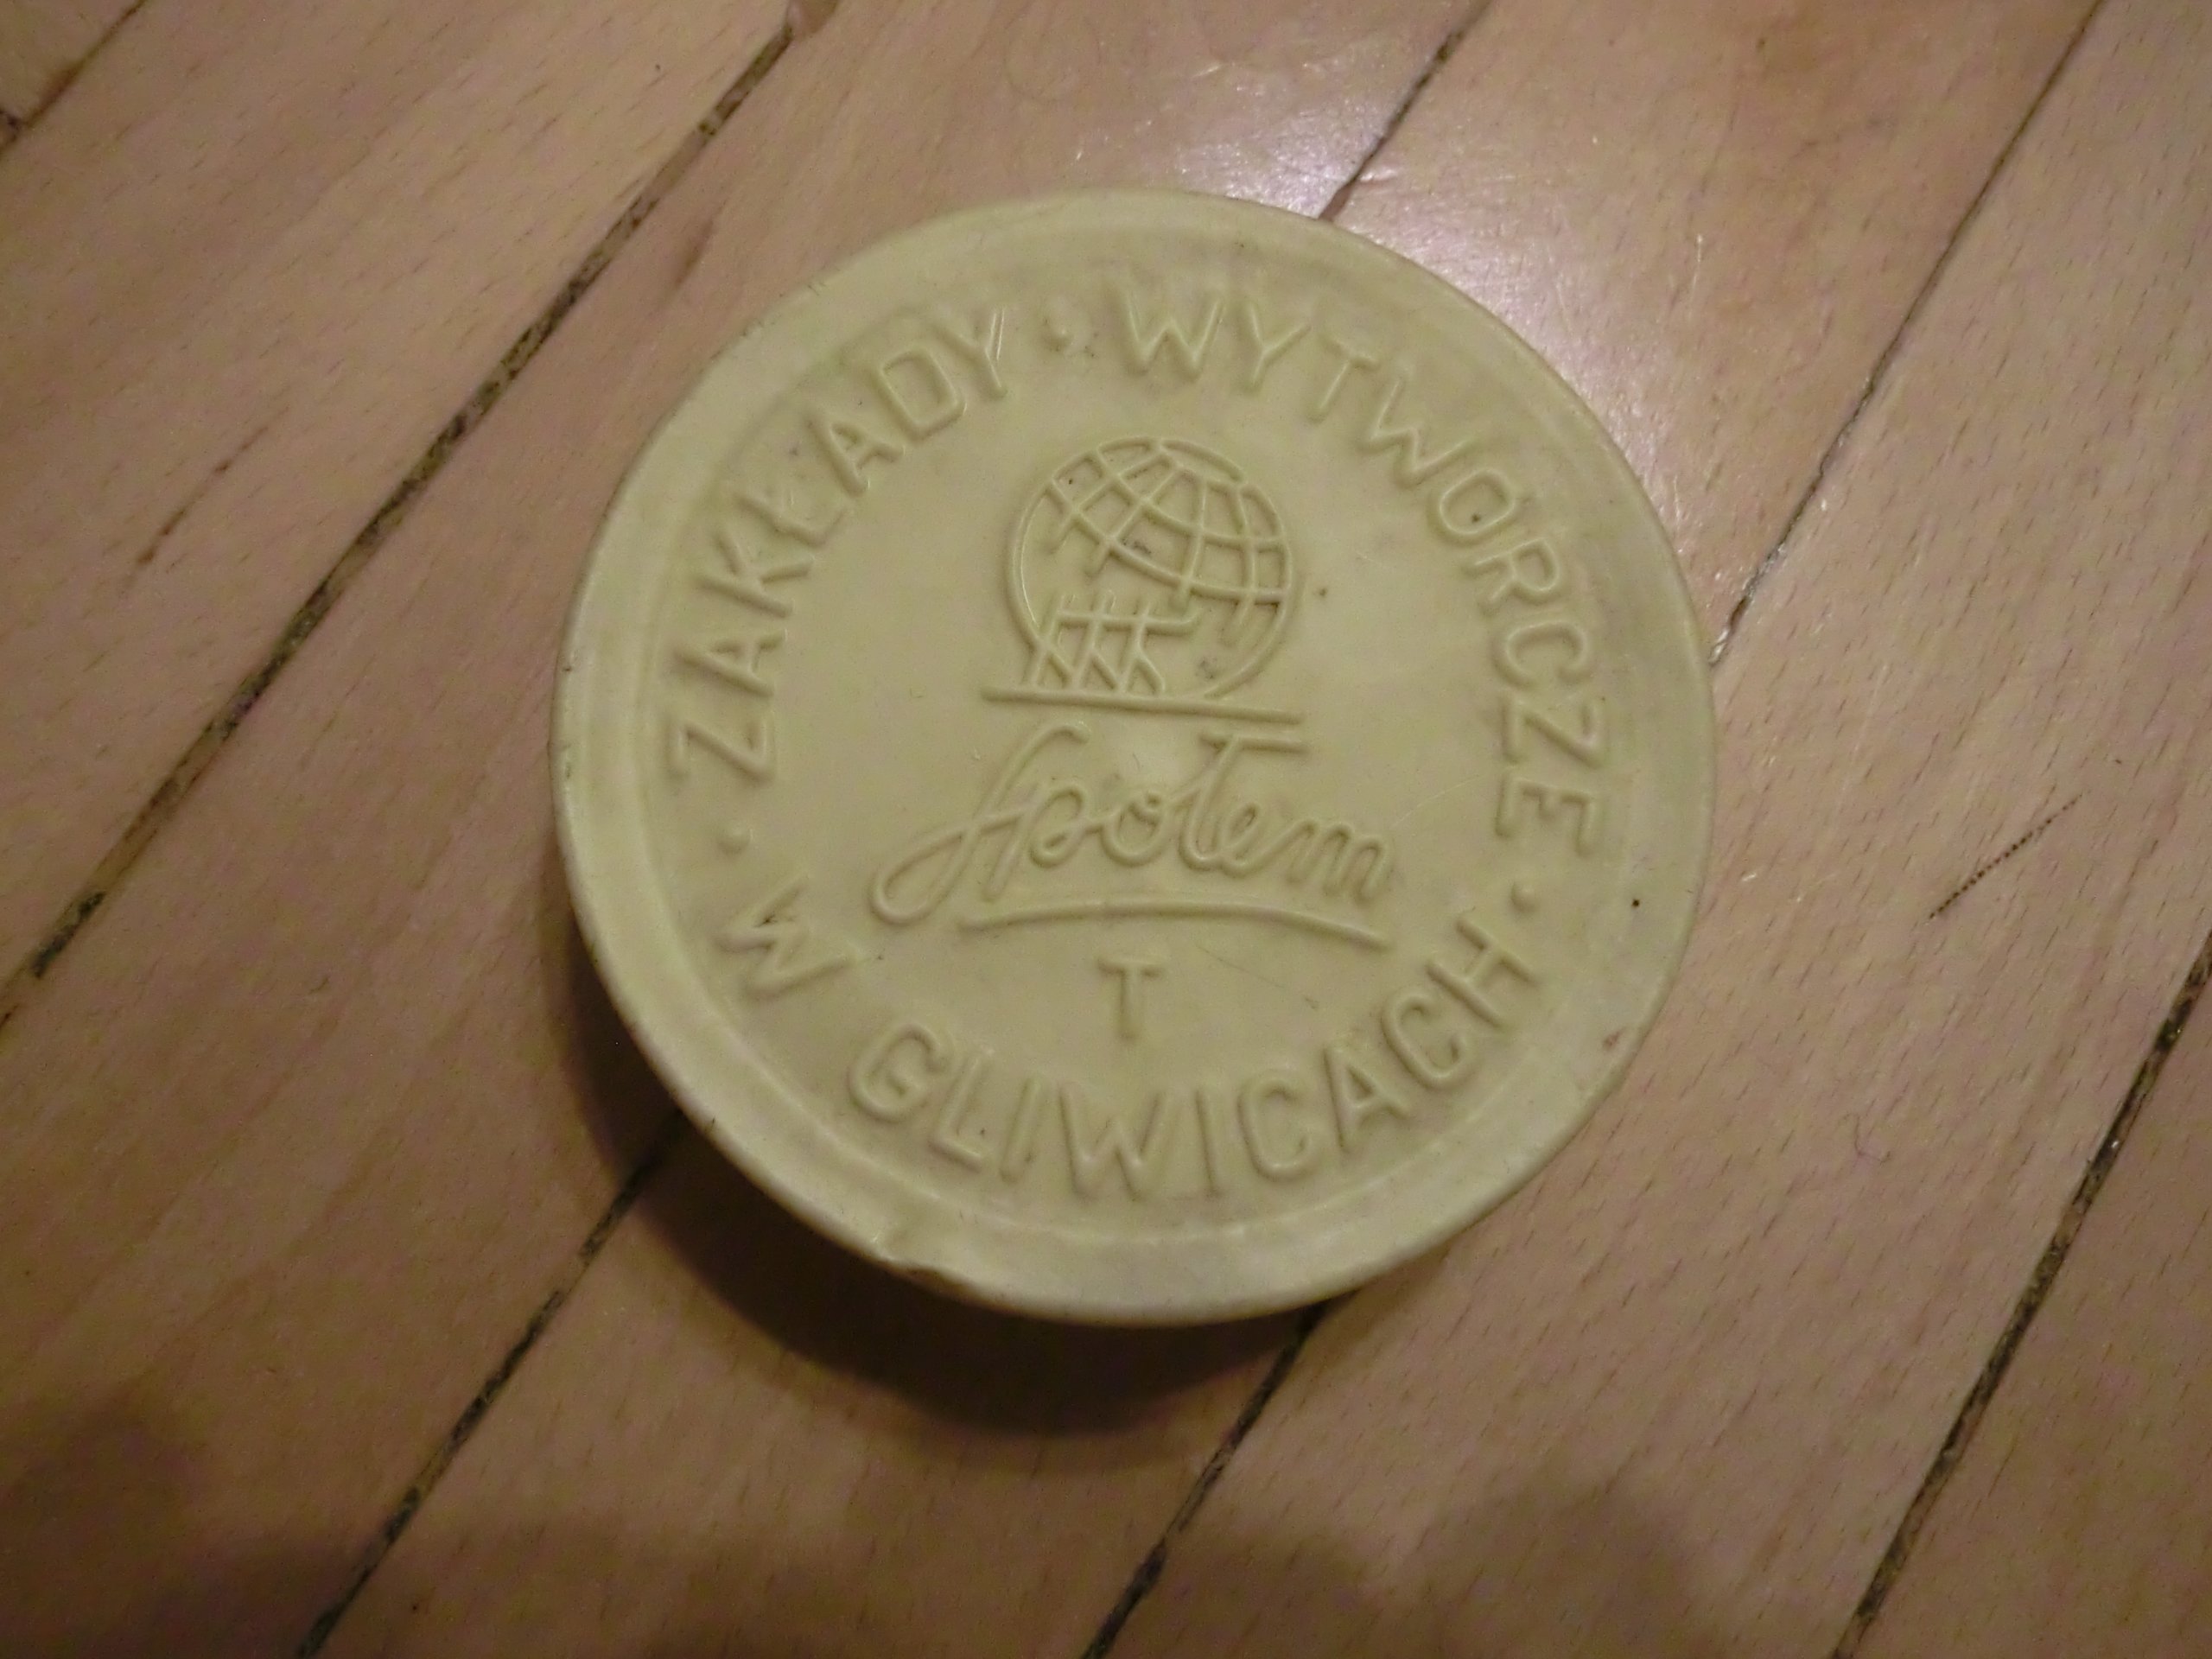 · ZAKŁADY · WYTWÓRCZE ·
Społem
T
W GLIWICACH